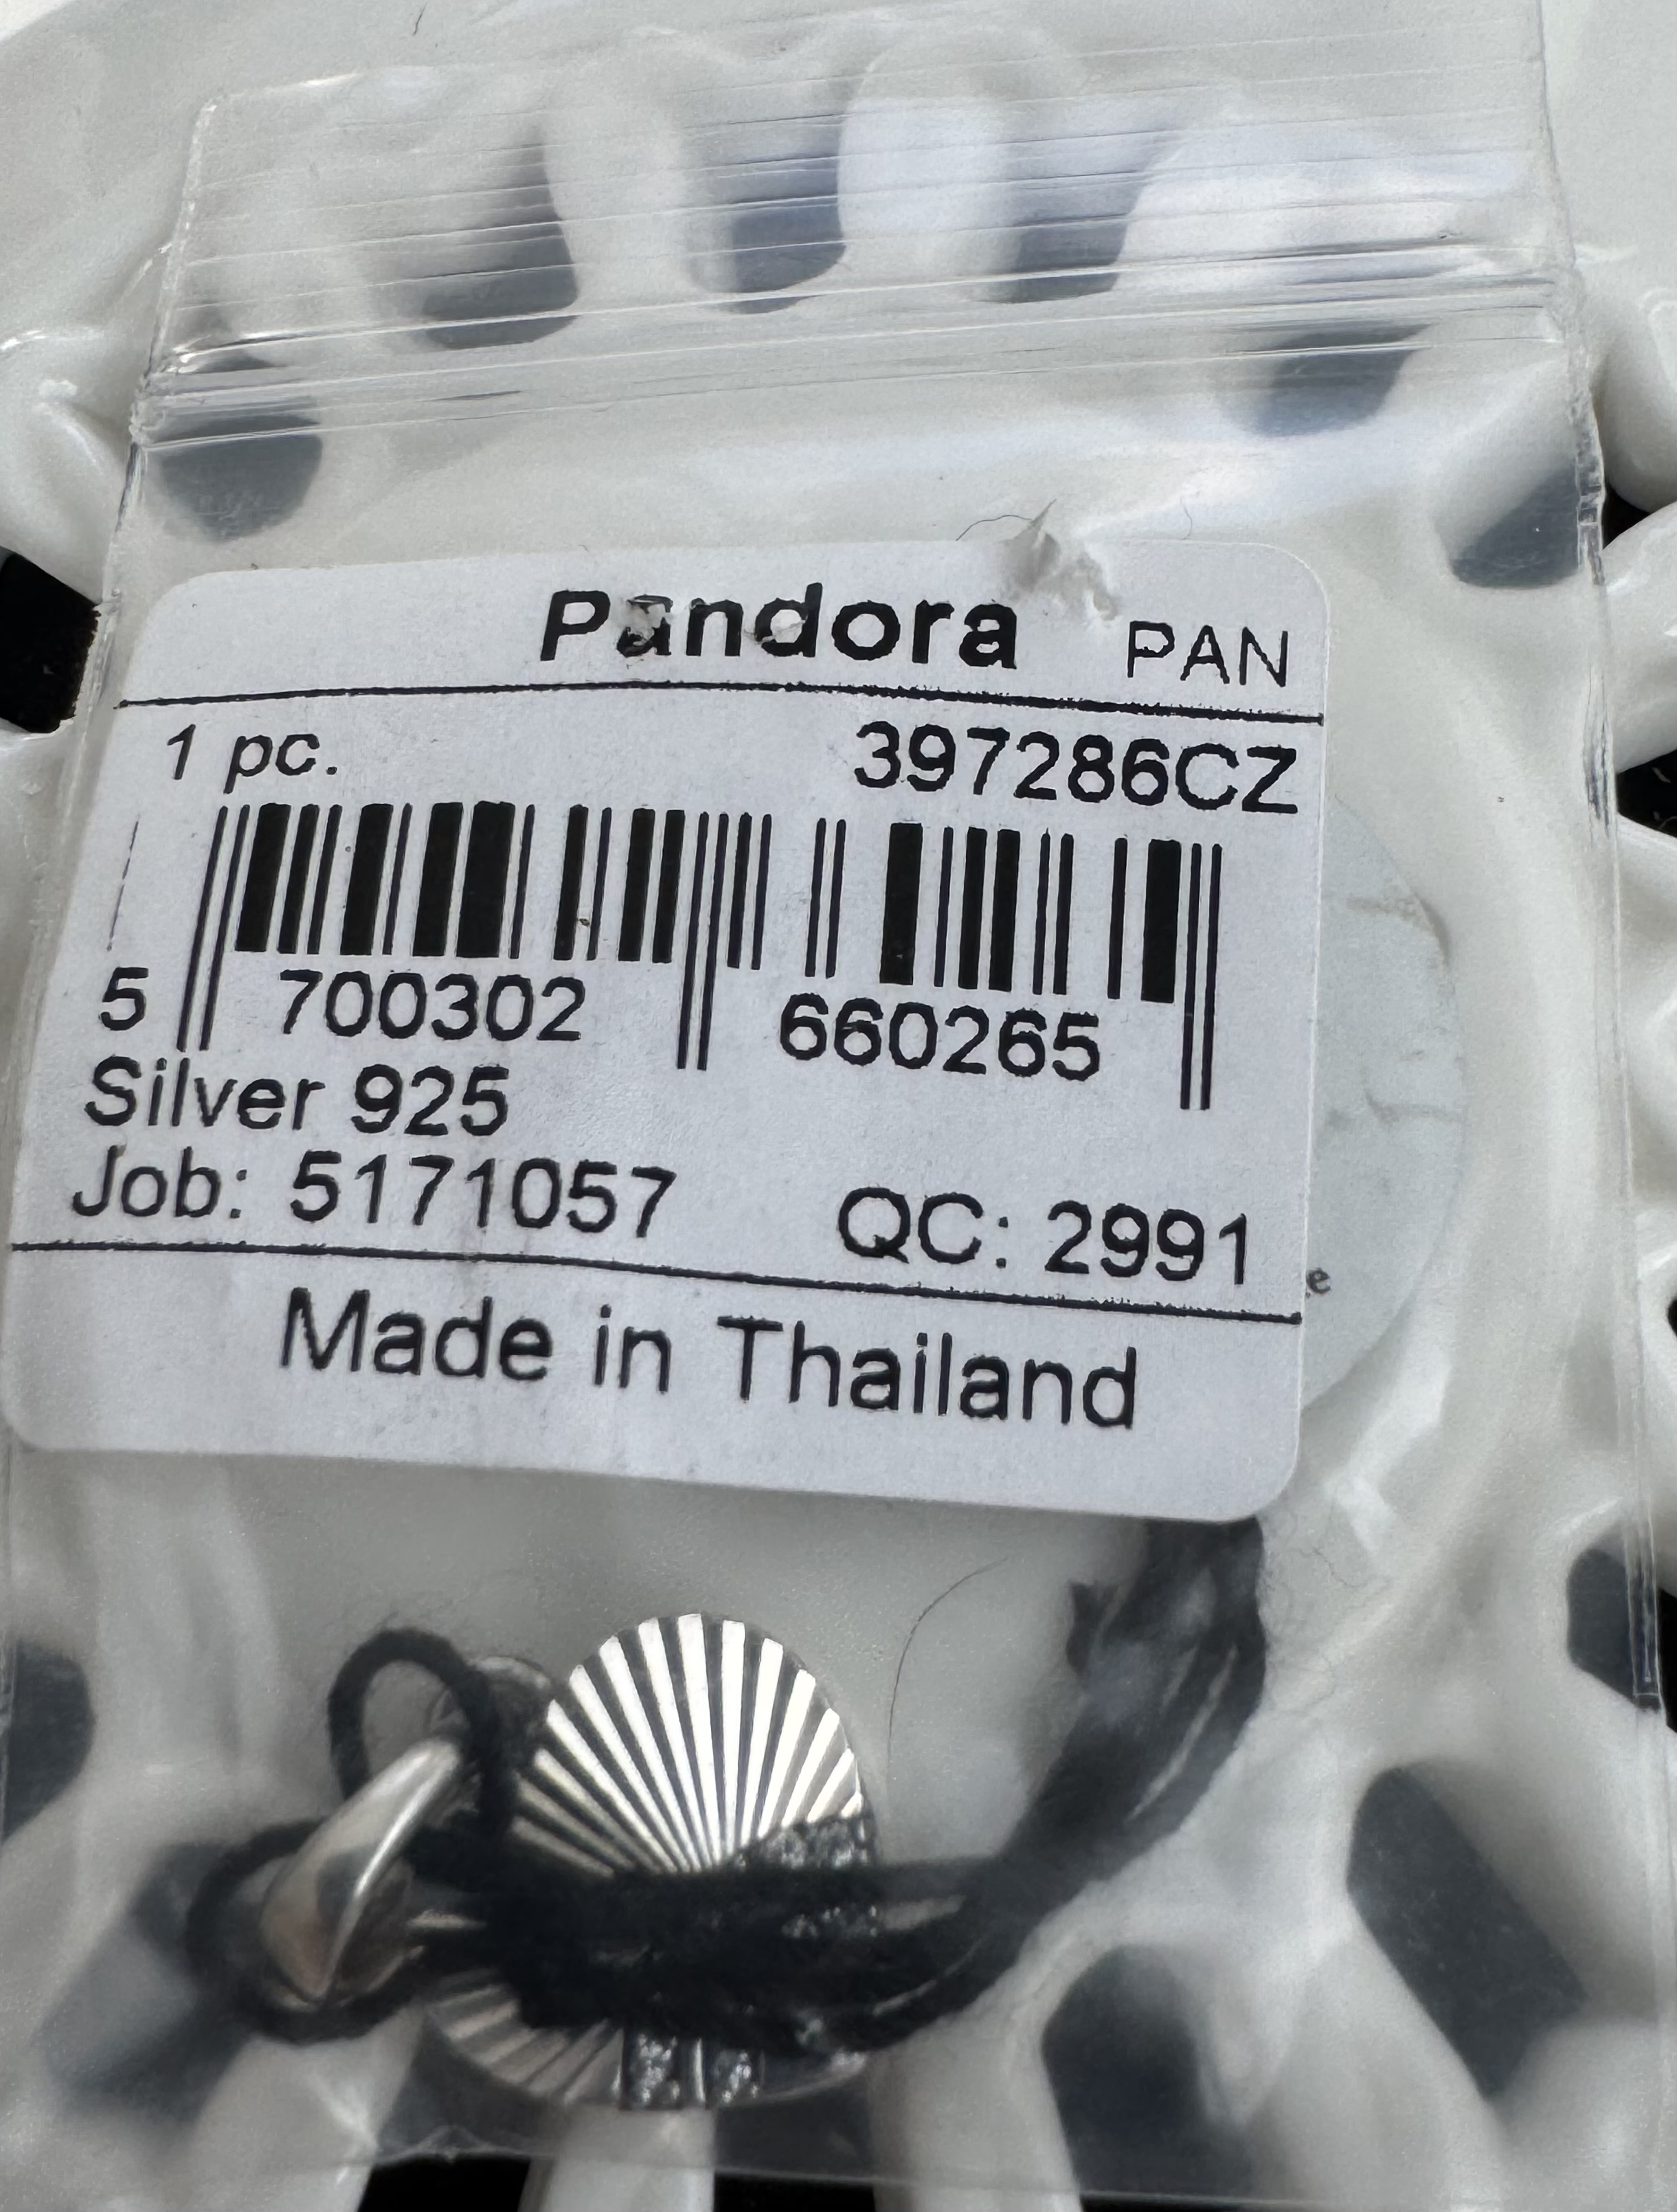 Pandora PAN
1 pc. 397286CZ
5 700302 660265
Silver 925
Job: 5171057 QC: 2991
Made in Thailand